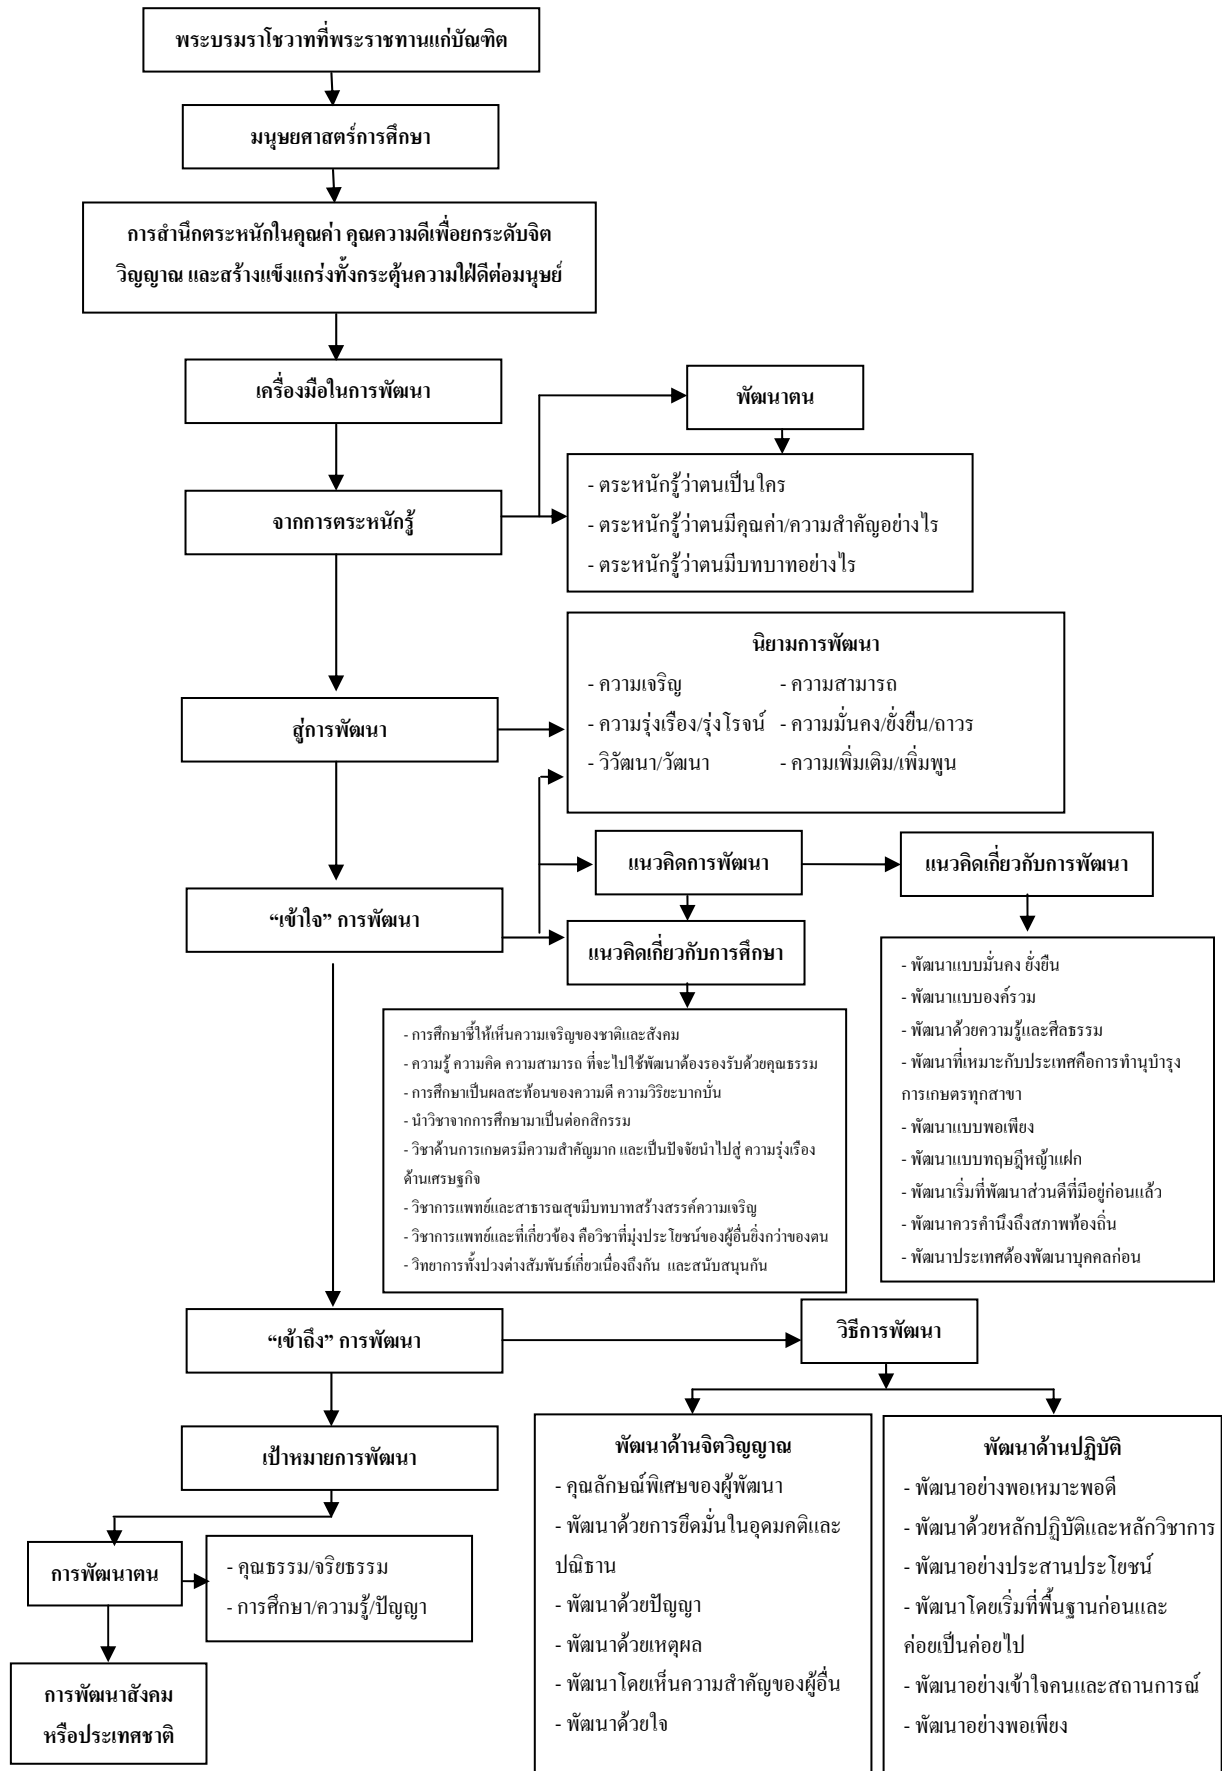 พระบรมราโชวาทที่พระราชทานแก่บัณฑิต
มนุษยศาสตร์การศึกษา
การสำนึกตระหนักในคุณค่า คุณความดีเพื่อยกระดับจิต
วิญญาณ และสร้างแข็งแกร่งทั้งกระตุ้นความใฝ่ดีต่อมนุษย์
เครื่องมือในการพัฒนา
พัฒนาตน
จากการตระหนักรู้
- ตระหนักรู้ว่าตนเป็นใคร
- ตระหนักรู้ว่าตนมีคุณค่า/ความสำคัญอย่างไร
- ตระหนักรู้ว่าตนมีบทบาทอย่างไร
สู่การพัฒนา
นิยามการพัฒนา
- ความเจริญ - ความสามารถ
- ความรุ่งเรือง/รุ่งโรจน์ - ความมั่นคง/ยั่งยืน/ถาวร
- วิวัฒนา/วัฒนา - ความเพิ่มเติม/เพิ่มพูน
“เข้าใจ” การพัฒนา
แนวคิดการพัฒนา
แนวคิดเกี่ยวกับการพัฒนา
แนวคิดเกี่ยวกับการศึกษา
- การศึกษาชี้ให้เห็นความเจริญของชาติและสังคม
- ความรู้ ความคิด ความสามารถ ที่จะไปใช้พัฒนาต้องรองรับด้วยคุณธรรม
- การศึกษาเป็นผลสะท้อนของความดี ความวิริยะบากบั่น
- นำวิชาจากการศึกษามาเป็นต่อกสิกรรม
- วิชาด้านการเกษตรมีความสำคัญมาก และเป็นปัจจัยนำไปสู่ ความรุ่งเรือง
ด้านเศรษฐกิจ
- วิชาการแพทย์และสาธารณสุขมีบทบาทสร้างสรรค์ความเจริญ
- วิชาการแพทย์และที่เกี่ยวข้อง คือวิชาที่มุ่งประโยชน์ของผู้อื่นยิ่งกว่าของตน
- วิทยาการทั้งปวงต่างสัมพันธ์เกี่ยวเนื่องถึงกัน และสนับสนุนกัน
- พัฒนาแบบมั่นคง ยั่งยืน
- พัฒนาแบบองค์รวม
- พัฒนาด้วยความรู้และศีลธรรม
- พัฒนาที่เหมาะกับประเทศคือการทำนุบำรุง
การเกษตรทุกสาขา
- พัฒนาแบบพอเพียง
- พัฒนาแบบทฤษฎีหญ้าแฝก
- พัฒนาเริ่มที่พัฒนาส่วนดีที่มีอยู่ก่อนแล้ว
- พัฒนาควรคำนึงถึงสภาพท้องถิ่น
- พัฒนาประเทศต้องพัฒนาบุคคลก่อน
“เข้าถึง” การพัฒนา
วิธีการพัฒนา
เป้าหมายการพัฒนา
การพัฒนาตน
- คุณธรรม/จริยธรรม
- การศึกษา/ความรู้/ปัญญา
การพัฒนาสังคม
หรือประเทศชาติ
พัฒนาด้านจิตวิญญาณ
- คุณลักษณ์พิเศษของผู้พัฒนา
- พัฒนาด้วยการยึดมั่นในอุดมคติและ
ปณิธาน
- พัฒนาด้วยปัญญา
- พัฒนาด้วยเหตุผล
- พัฒนาโดยเห็นความสำคัญของผู้อื่น
- พัฒนาด้วยใจ
พัฒนาด้านปฏิบัติ
- พัฒนาอย่างพอเหมาะพอดี
- พัฒนาด้วยหลักปฏิบัติและหลักวิชาการ
- พัฒนาอย่างประสานประโยชน์
- พัฒนาโดยเริ่มที่พื้นฐานก่อนและ
ค่อยเป็นค่อยไป
- พัฒนาอย่างเข้าใจคนและสถานการณ์
- พัฒนาอย่างพอเพียง